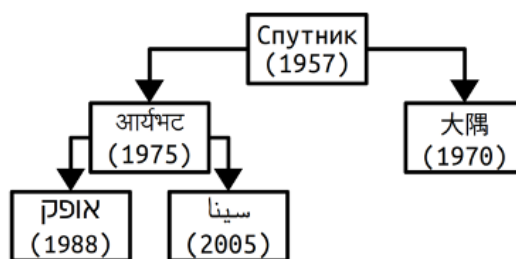 Спутник
(1957)
आर्यभट
(1975)
大隅
(1970)
אופק
(1988)
سينا
(2005)